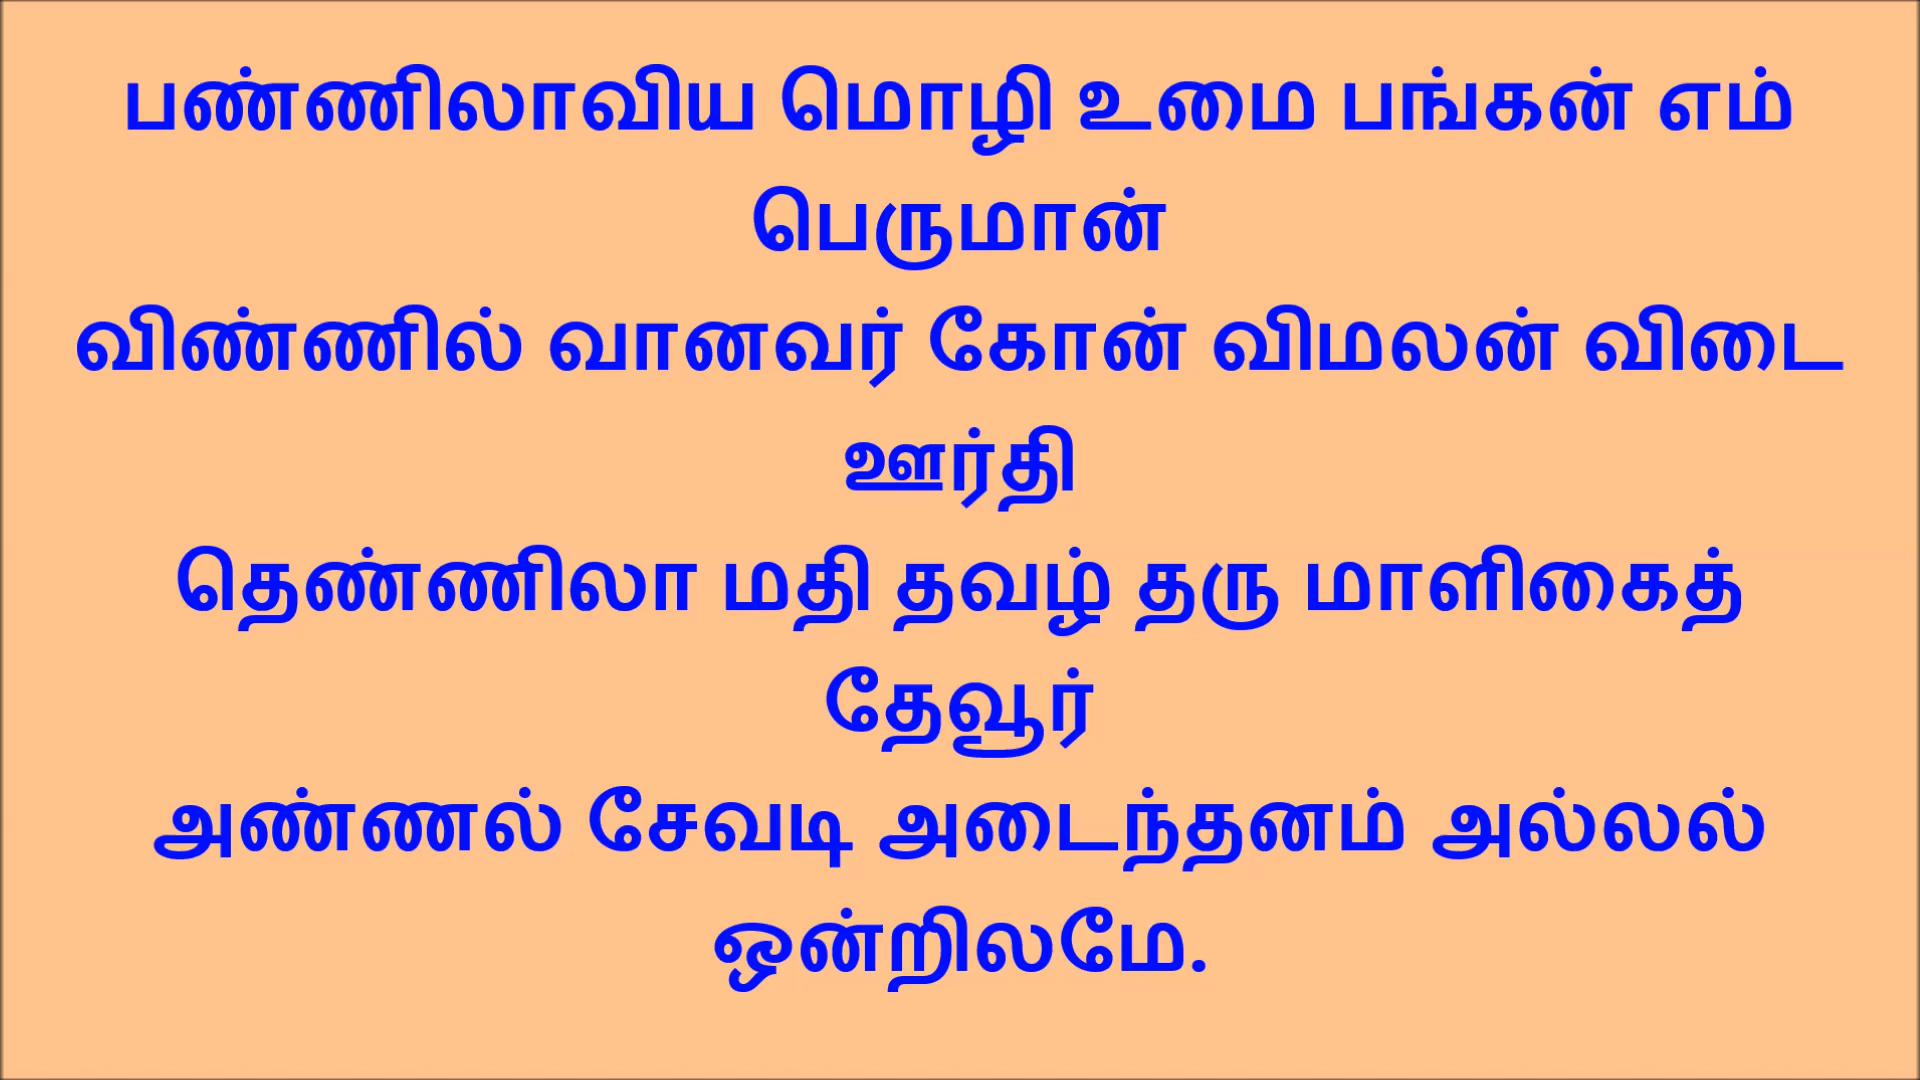 பண்ணிலாவிய மொழி உமை பங்கன் எம்
பெருமான்
விண்ணில் வானவர் கோன் விமலன் விடை
ஊர்தி
தெண்ணிலா மதி தவழ் தரு மாளிகைத்
தேவூர்
அண்ணல் சேவடி அடைந்தனம் அல்லல்
ஒன்றிலமே.